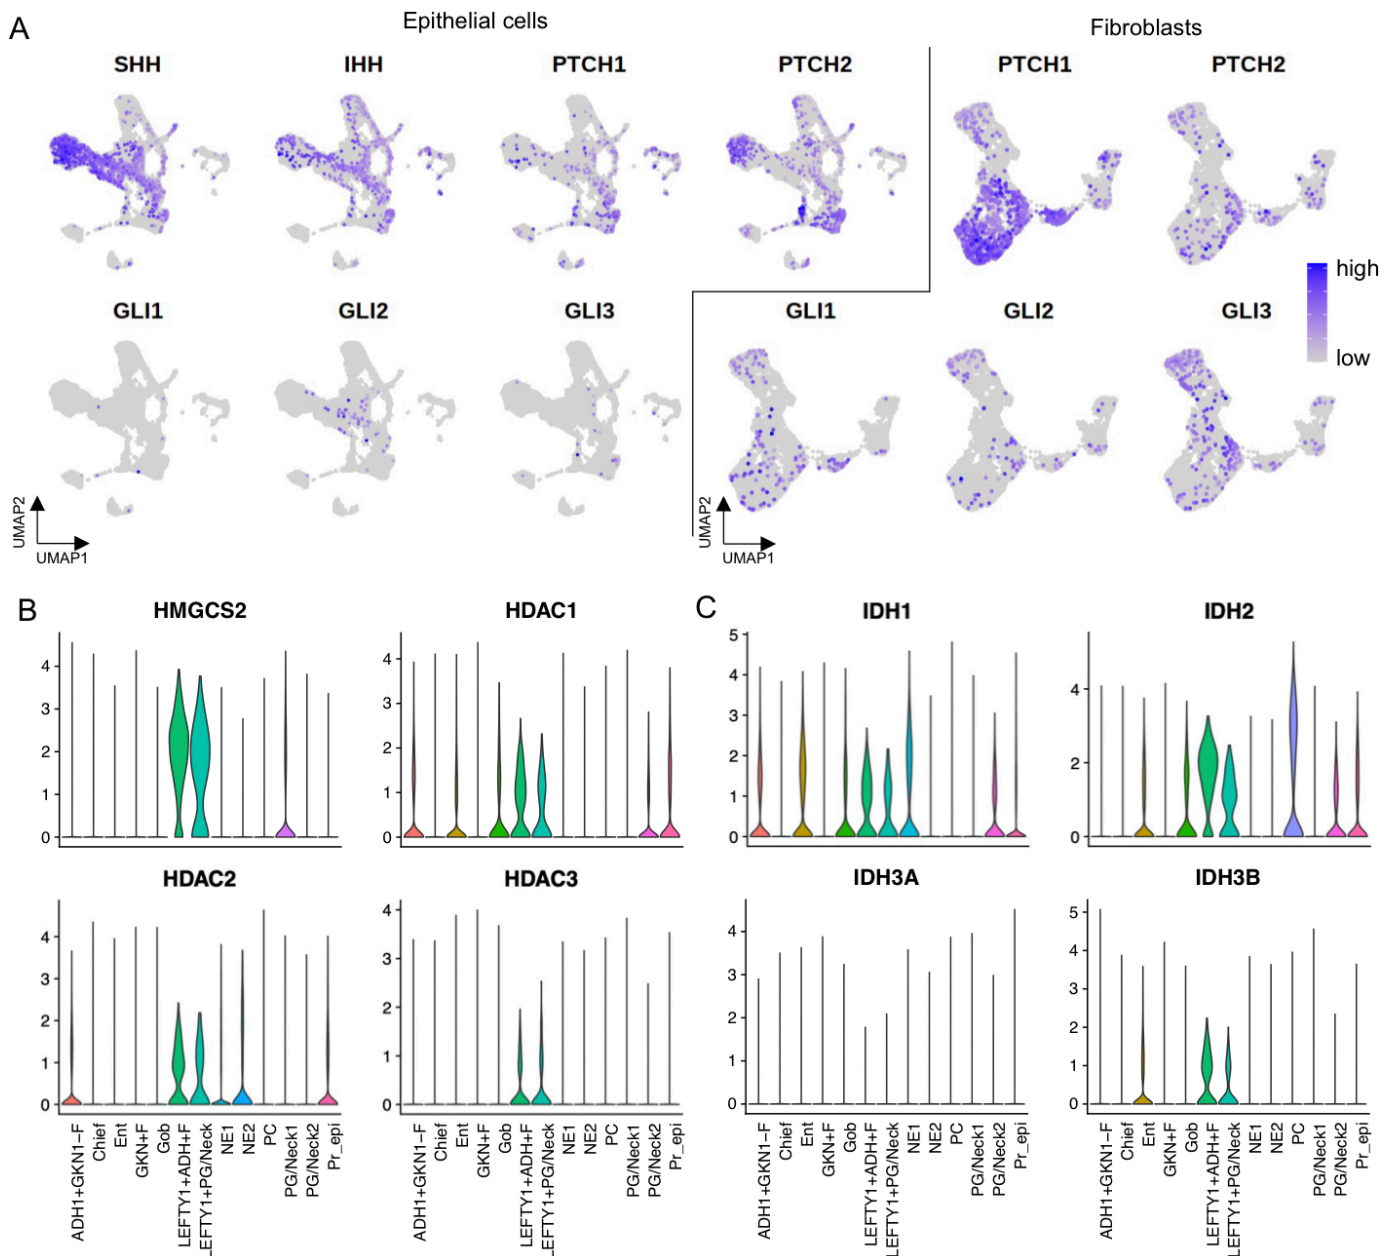 A
Epithelial cells
Fibroblasts
SHH
IHH
PTCH1
PTCH2
PTCH1
PTCH2
high
low
GLI1
GLI2
GLI3
GLI1
GLI2
GLI3
UMAP2
UMAP1
UMAP2
UMAP1
B
HMGCS2
HDAC1
C
IDH1
IDH2
4
3
2
1
0
4
3
2
1
0
5
4
3
2
1
0
4
2
0
HDAC2
HDAC3
IDH3A
IDH3B
4
3
2
1
0
4
3
2
1
0
4
3
2
1
0
5
4
3
2
1
0
ADH1+GKN1−F
Chief
Ent
GKN+F
Gob
LEFTY1+ADH+F
LEFTY1+PG/Neck
NE1
NE2
PC
PG/Neck1
PG/Neck2
Pr_epi
ADH1+GKN1−F
Chief
Ent
GKN+F
Gob
LEFTY1+ADH+F
LEFTY1+PG/Neck
NE1
NE2
PC
PG/Neck1
PG/Neck2
Pr_epi
ADH1+GKN1−F
Chief
Ent
GKN+F
Gob
LEFTY1+ADH+F
LEFTY1+PG/Neck
NE1
NE2
PC
PG/Neck1
PG/Neck2
Pr_epi
ADH1+GKN1−F
Chief
Ent
GKN+F
Gob
LEFTY1+ADH+F
LEFTY1+PG/Neck
NE1
NE2
PC
PG/Neck1
PG/Neck2
Pr_epi